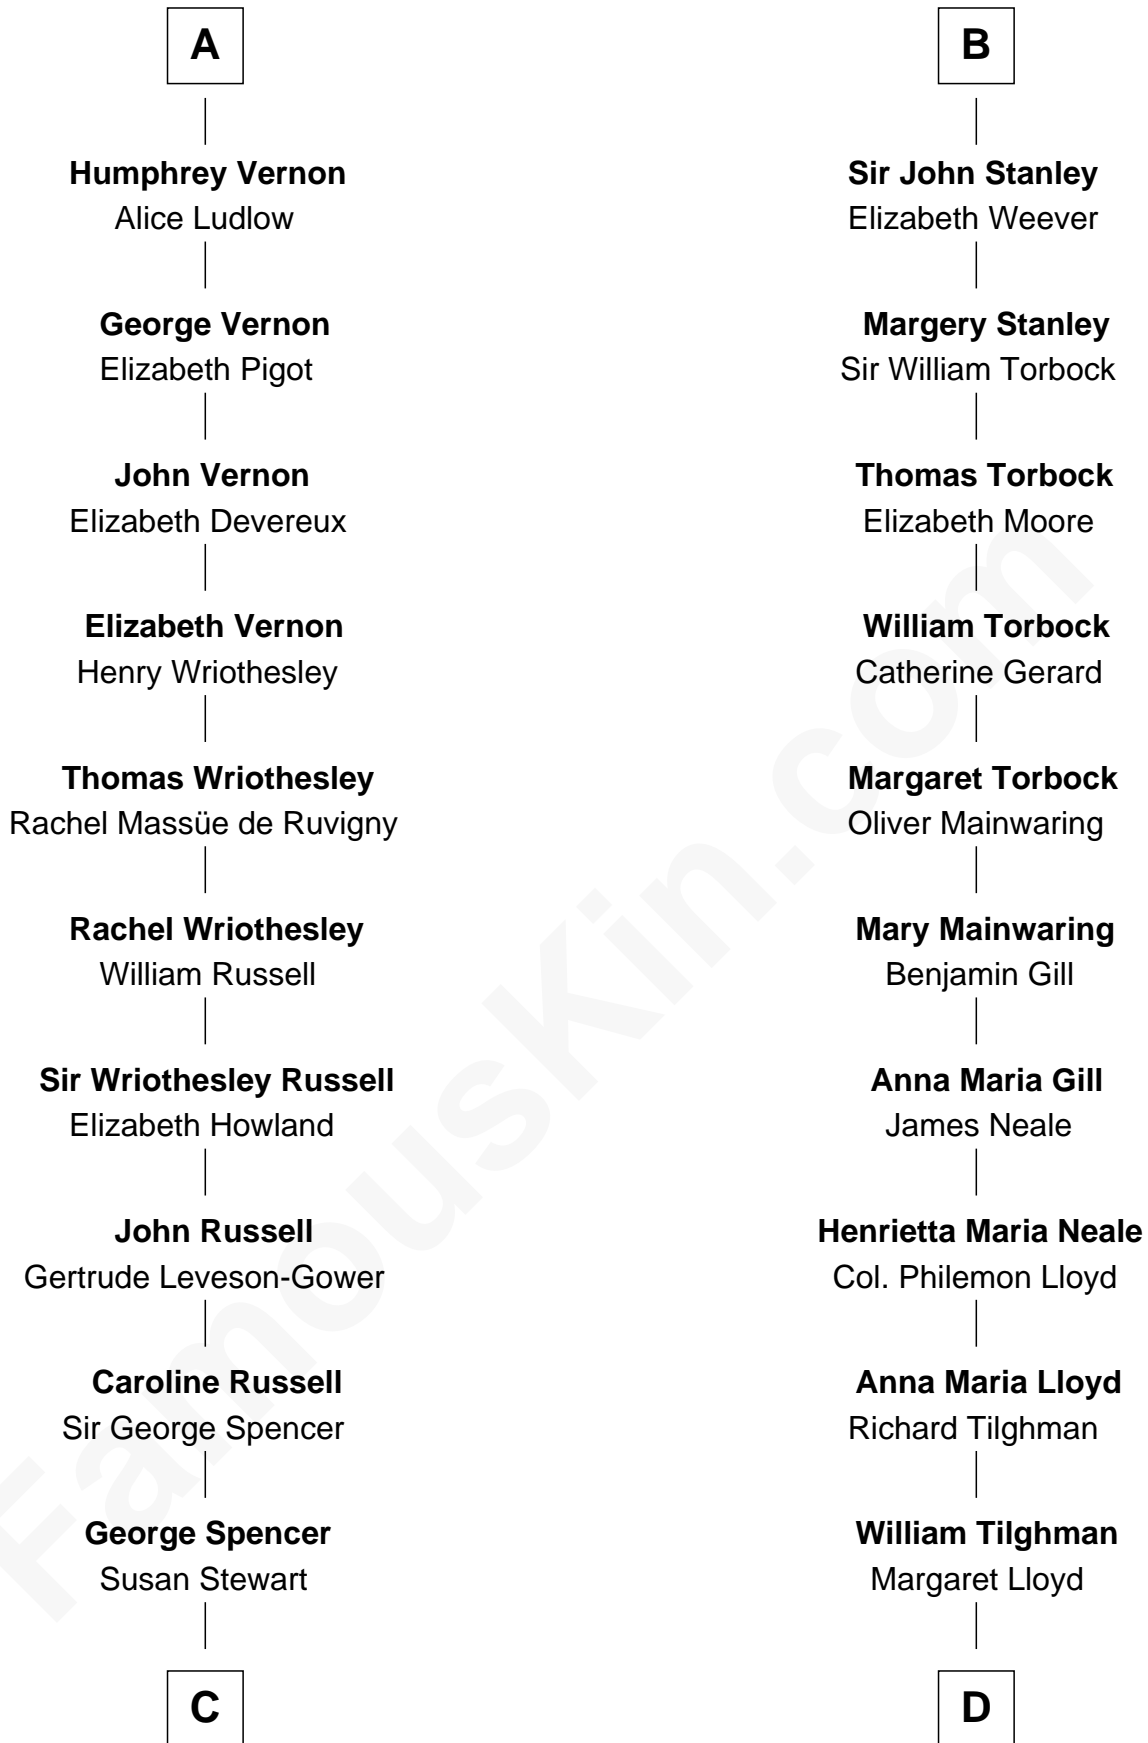 A
Humphrey Vernon
Alice Ludlow
George Vernon
Elizabeth Pigot
John Vernon
Elizabeth Devereux
Elizabeth Vernon
Henry Wriothesley
Thomas Wriothesley
Rachel Massüe de Ruvigny
Rachel Wriothesley
William Russell
Sir Wriothesley Russell
Elizabeth Howland
John Russell
Gertrude Leveson-Gower
Caroline Russell
Sir George Spencer
George Spencer
Susan Stewart
C
B
Sir John Stanley
Elizabeth Weever
Margery Stanley
Sir William Torbock
Thomas Torbock
Elizabeth Moore
William Torbock
Catherine Gerard
Margaret Torbock
Oliver Mainwaring
Mary Mainwaring
Benjamin Gill
Anna Maria Gill
James Neale
Henrietta Maria Neale
Col. Philemon Lloyd
Anna Maria Lloyd
Richard Tilghman
William Tilghman
Margaret Lloyd
D
FamousKin.com